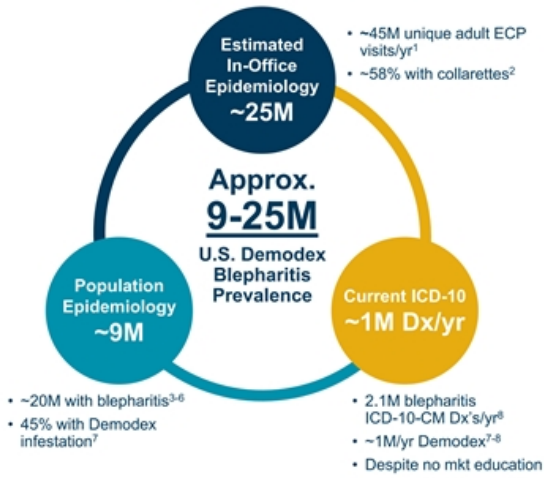 Estimated
In-Office
Epidemiology
~25M
• ~45M unique adult ECP
visits/yr¹
• ~58% with collarettes²
Approx.
9-25M
U.S. Demodex
Blepharitis
Prevalence
Population
Epidemiology
~9M
Current ICD-10
~1M Dx/yr
• ~20M with blepharitis³⁻⁶
• 45% with Demodex
infestation⁷
• 2.1M blepharitis
ICD-10-CM Dx's/yr⁸
• ~1M/yr Demodex⁷⁻⁸
• Despite no mkt education